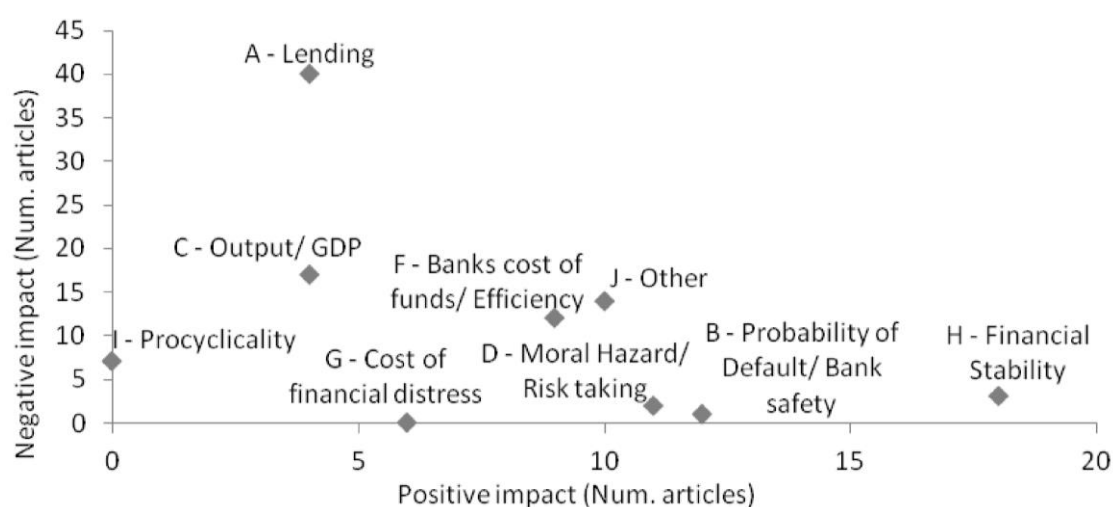 Negative impact (Num. articles)
45
40
35
30
25
20
15
10
5
0
A - Lending
C - Output/ GDP
F - Banks cost of
funds/ Efficiency
J - Other
I - Procyclicality
G - Cost of
financial distress
D - Moral Hazard/
Risk taking
B - Probability of
Default/ Bank
safety
H - Financial
Stability
0
5
10
15
20
Positive impact (Num. articles)